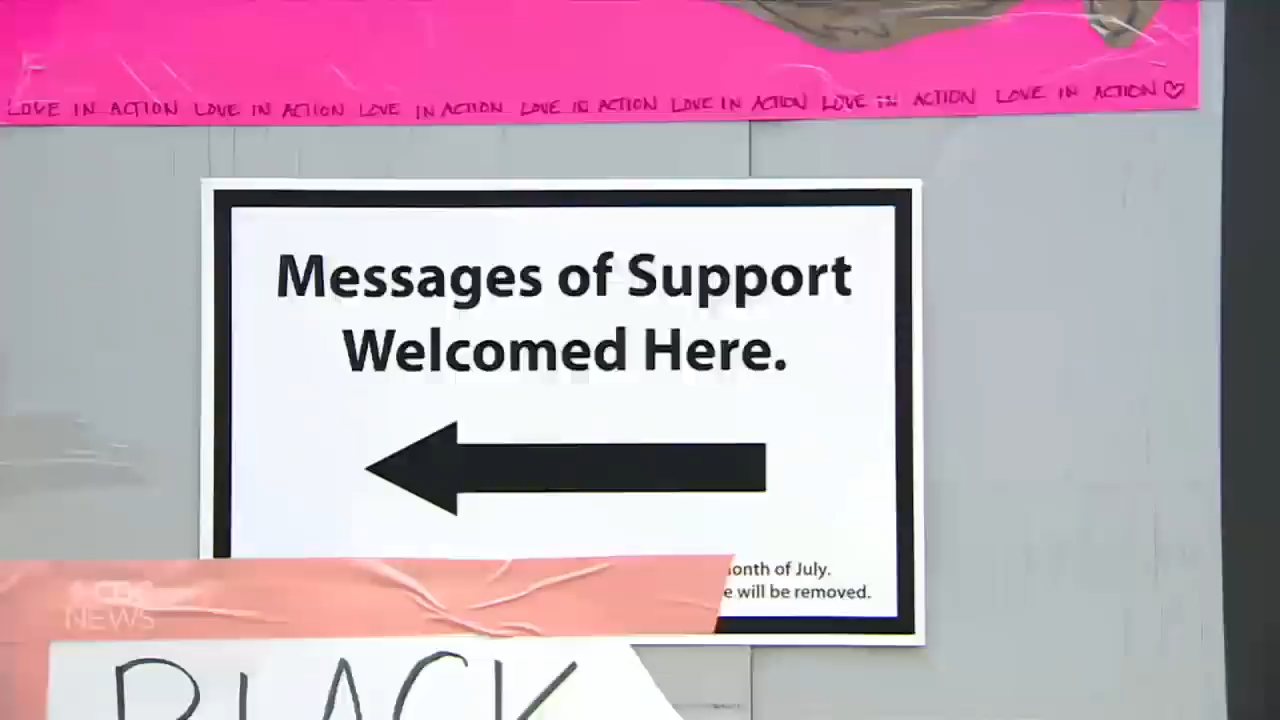 LOVE IN ACTION LOVE IN ACTION LOVE IN ACTION LOVE IN ACTION LOVE IN ACTION LOVE IN ACTION LOVE IN ACTION
Messages of Support
Welcomed Here.
onth of July.
e will be removed.
NEWS
BLACK